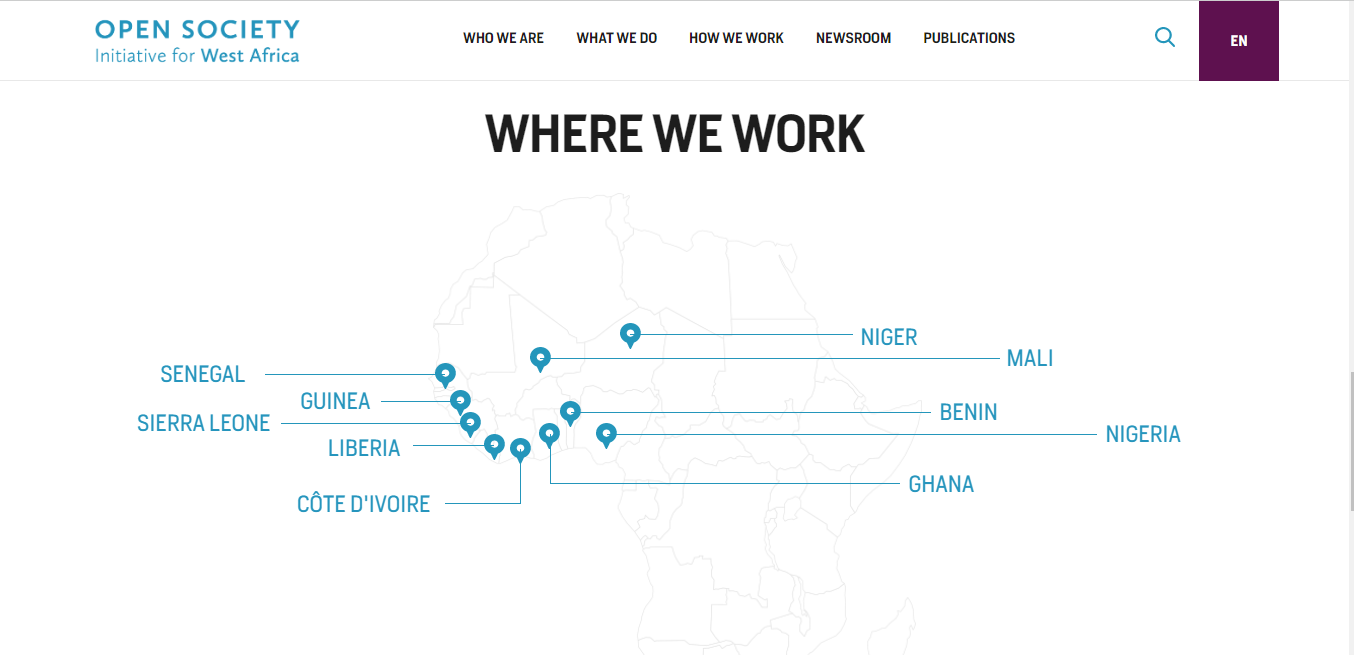 OPEN SOCIETY
Initiative for West Africa
WHO WE ARE
WHAT WE DO
HOW WE WORK
NEWSROOM
PUBLICATIONS
EN
WHERE WE WORK
NIGER
MALI
SENEGAL
GUINEA
BENIN
SIERRA LEONE
NIGERIA
LIBERIA
GHANA
CÔTE D'IVOIRE